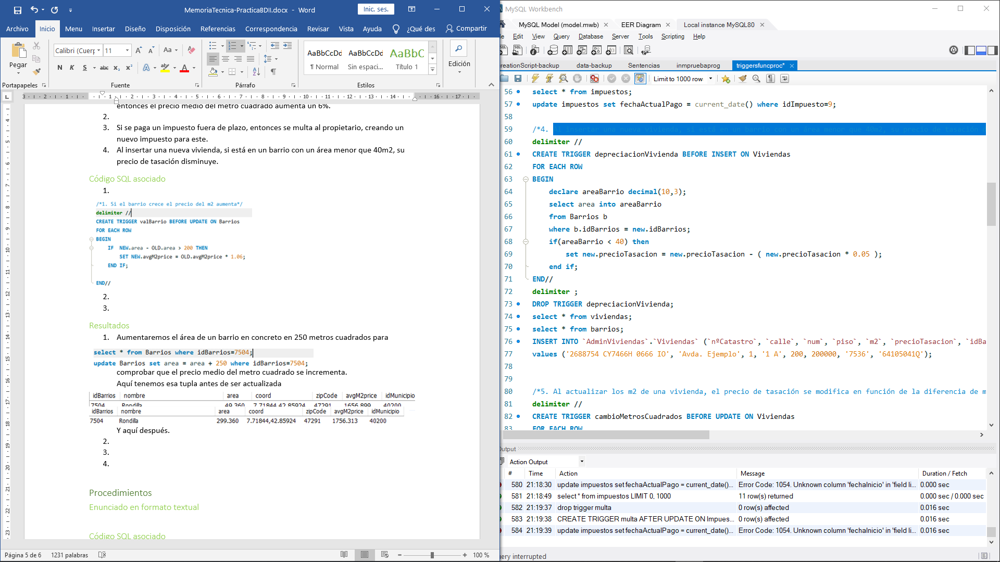 MemoriaTecnica-PracticaBDII.docx - Word
Inic. ses.
Archivo Inicio Menu Insertar Diseño Disposición Referencias Correspondencia Revisar Vista Ayuda ¿Qué des Compartir
Pegar
Calibri (Cuerp 11
Aa
N K S abc x₂ x²
AaBbCcDd AaBbCcDd AaBbC
¶ Normal Sin espaci... Título 1
Edición
Portapapeles Fuente Párrafo Estilos
entonces el precio medio del metro cuadrado aumenta un 6%.
2.
3. Si se paga un impuesto fuera de plazo, entonces se multa al propietario, creando un
nuevo impuesto para este.
4. Al insertar una nueva vivienda, si está en un barrio con un área menor que 40m2, su
precio de tasación disminuye.
Código SQL asociado
1.
/*1. Si el barrio crece el precio del m2 aumenta*/
delimiter //
CREATE TRIGGER valBarrio BEFORE UPDATE ON Barrios
FOR EACH ROW
BEGIN
IF NEW.area - OLD.area > 200 THEN
SET NEW.avgM2price = OLD.avgM2price * 1.06;
END IF;
END//
2.
3.
Resultados
1. Aumentaremos el área de un barrio en concreto en 250 metros cuadrados para
select * from Barrios where idBarrios=7504;
update Barrios set area = area + 250 where idBarrios=7504;
comprobar que el precio medio del metro cuadrado se incrementa.
Aquí tenemos esa tupla antes de ser actualizada
idBarrios nombre area coord zipCode avgM2price idMunicipio
7504 Rondilla 49.360 7.71844,42.85924 47291 1656.899 40200
idBarrios nombre area coord zipCode avgM2price idMunicipio
7504 Rondilla 299.360 7.71844,42.85924 47291 1756.313 40200
Y aquí después.
2.
3.
4.
Procedimientos
Enunciado en formato textual
Código SQL asociado
Página 5 de 6 1231 palabras 100 %
MySQL Workbench
MySQL Model (model.mwb) EER Diagram Local instance MySQL80
le Edit View Query Database Server Tools Scripting Help
creationScript-backup data-backup Sentencias inmpruebaprog triggersfuncproc*
Limit to 1000 row
56 select * from impuestos;
57 update impuestos set fechaActualPago = current_date() where idImpuesto=9;
58
59 /*4. Al insertar una nueva vivienda, si está en un barrio con un área menor que 40m2, su precio de tasación
60 delimiter //
61 CREATE TRIGGER depreciacionVivienda BEFORE INSERT ON Viviendas
62 FOR EACH ROW
63 BEGIN
64 declare areaBarrio decimal(10,3);
65 select area into areaBarrio
66 from Barrios b
67 where b.idBarrios = new.idBarrios;
68 if(areaBarrio < 40) then
69 set new.precioTasacion = new.precioTasacion - ( new.precioTasacion * 0.05 );
70 end if;
71 END//
72 delimiter ;
73 DROP TRIGGER depreciacionVivienda;
74 select * from viviendas;
75 select * from barrios;
76 INSERT INTO `AdminViviendas`.`Viviendas` (`nºCatastro`, `calle`, `num`, `piso`, `m2`, `precioTasacion`, `idBa
77 values ('2688754 CY7466H 0666 IO', 'Avda. Ejemplo', 1, '1 A', 200, 200000, '7536', '64105041Q');
78
79
80 /*5. Al actualizar los m2 de una vivienda, el precio de tasación se modifica en función de la diferencia de m
81 delimiter //
82 CREATE TRIGGER cambioMetrosCuadrados BEFORE UPDATE ON Viviendas
83 FOR EACH ROW
Output
Action Output
# Time Action Message Duration / Fetch
580 21:18:30 update impuestos set fechaActualPago = current_date()... Error Code: 1054. Unknown column 'fechaInicio' in 'field li... 0.000 sec
581 21:18:49 select * from impuestos LIMIT 0, 1000 11 row(s) returned 0.000 sec / 0.000 sec
582 21:19:37 drop trigger multa 0 row(s) affected 0.016 sec
583 21:19:38 CREATE TRIGGER multa AFTER UPDATE ON Impues... 0 row(s) affected 0.016 sec
584 21:19:39 update impuestos set fechaActualPago = current_date()... Error Code: 1054. Unknown column 'fechaInicio' in 'field li... 0.016 sec
ery interrupted